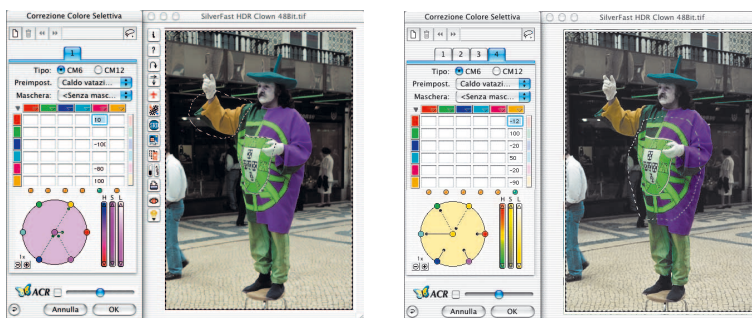 Correzione Colore Selettiva
SilverFast HDR Clown 48Bit.tif
1
Tipo: CM6 CM12
Preimpost. Caldo vatazi...
Maschera: <Senza masc...
10
-100
-60
100
H S L
1x
ACR
Annulla OK
Correzione Colore Selettiva
SilverFast HDR Clown 48Bit.tif
1 2 3 4
Tipo: CM6 CM12
Preimpost. Caldo vatazi...
Maschera: <Senza masc...
-12
100
-20
50
-20
-90
H S L
1x
ACR
Annulla OK